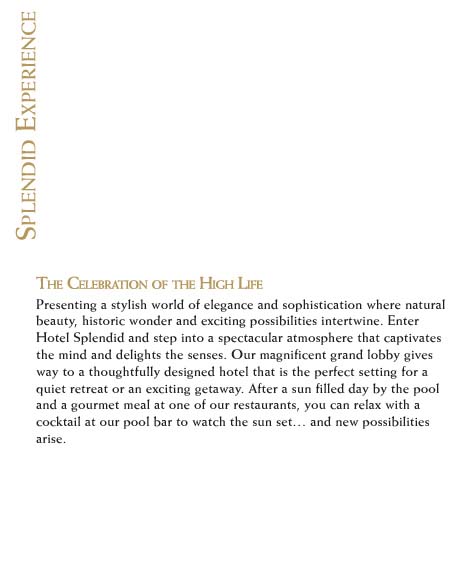 Splendid Experience
The Celebration of the High Life
Presenting a stylish world of elegance and sophistication where natural
beauty, historic wonder and exciting possibilities intertwine. Enter
Hotel Splendid and step into a spectacular atmosphere that captivates
the mind and delights the senses. Our magnificent grand lobby gives
way to a thoughtfully designed hotel that is the perfect setting for a
quiet retreat or an exciting getaway. After a sun filled day by the pool
and a gourmet meal at one of our restaurants, you can relax with a
cocktail at our pool bar to watch the sun set… and new possibilities
arise.